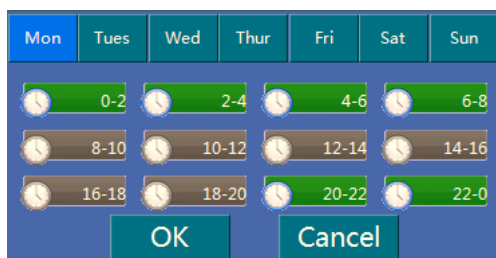 Mon Tues Wed Thur Fri Sat Sun
0-2 2-4 4-6 6-8
8-10 10-12 12-14 14-16
16-18 18-20 20-22 22-0
OK Cancel